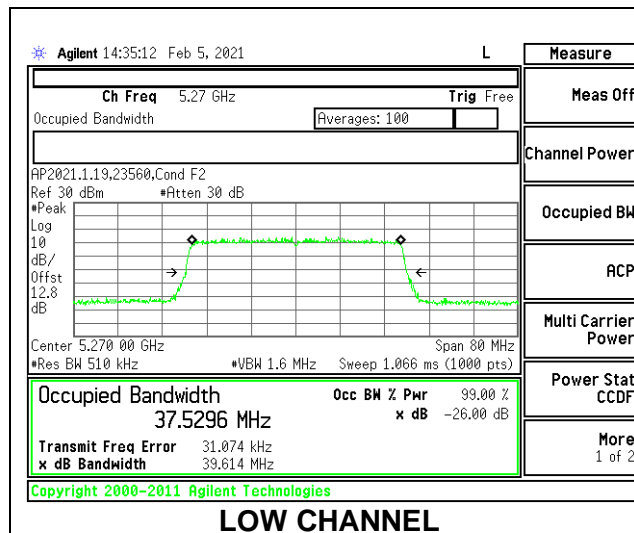 Agilent 14:35:12 Feb 5, 2021 L
Measure
Ch Freq 5.27 GHz Trig Free
Occupied Bandwidth Averages: 100
AP2021.1.19,23560,Cond F2
Ref 30 dBm #Atten 30 dB
#Peak
Log
10
dB/
Offst
12.8
dB
Center 5.270 00 GHz Span 80 MHz
#Res BW 510 kHz #VBW 1.6 MHz Sweep 1.066 ms (1000 pts)
Occupied Bandwidth Occ BW % Pwr 99.00 %
37.5296 MHz x dB -26.00 dB
Transmit Freq Error 31.074 kHz
x dB Bandwidth 39.614 MHz
Copyright 2000-2011 Agilent Technologies
Meas Off
Channel Power
Occupied BW
ACP
Multi Carrier
Power
Power Stat
CCDF
More
1 of 2
LOW CHANNEL